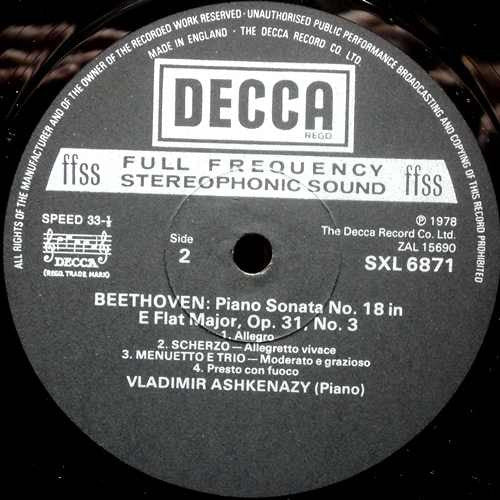 ALL RIGHTS OF THE MANUFACTURER AND OF THE OWNER OF THE RECORDED WORK RESERVED · UNAUTHORISED PUBLIC PERFORMANCE BROADCASTING AND COPYING OF THIS RECORD PROHIBITED
MADE IN ENGLAND · THE DECCA RECORD CO. LTD.
DECCA
REGD
ffss FULL FREQUENCY ffss
STEREOPHONIC SOUND
SPEED 33-⅓
DECCA
(REGD. TRADE MARK)
Side
2
℗ 1978
The Decca Record Co. Ltd.
ZAL 15690
SXL 6871
BEETHOVEN: Piano Sonata No. 18 in
E Flat Major, Op. 31, No. 3
1. Allegro
2. SCHERZO — Allegretto vivace
3. MENUETTO E TRIO — Moderato e grazioso
4. Presto con fuoco
VLADIMIR ASHKENAZY (Piano)